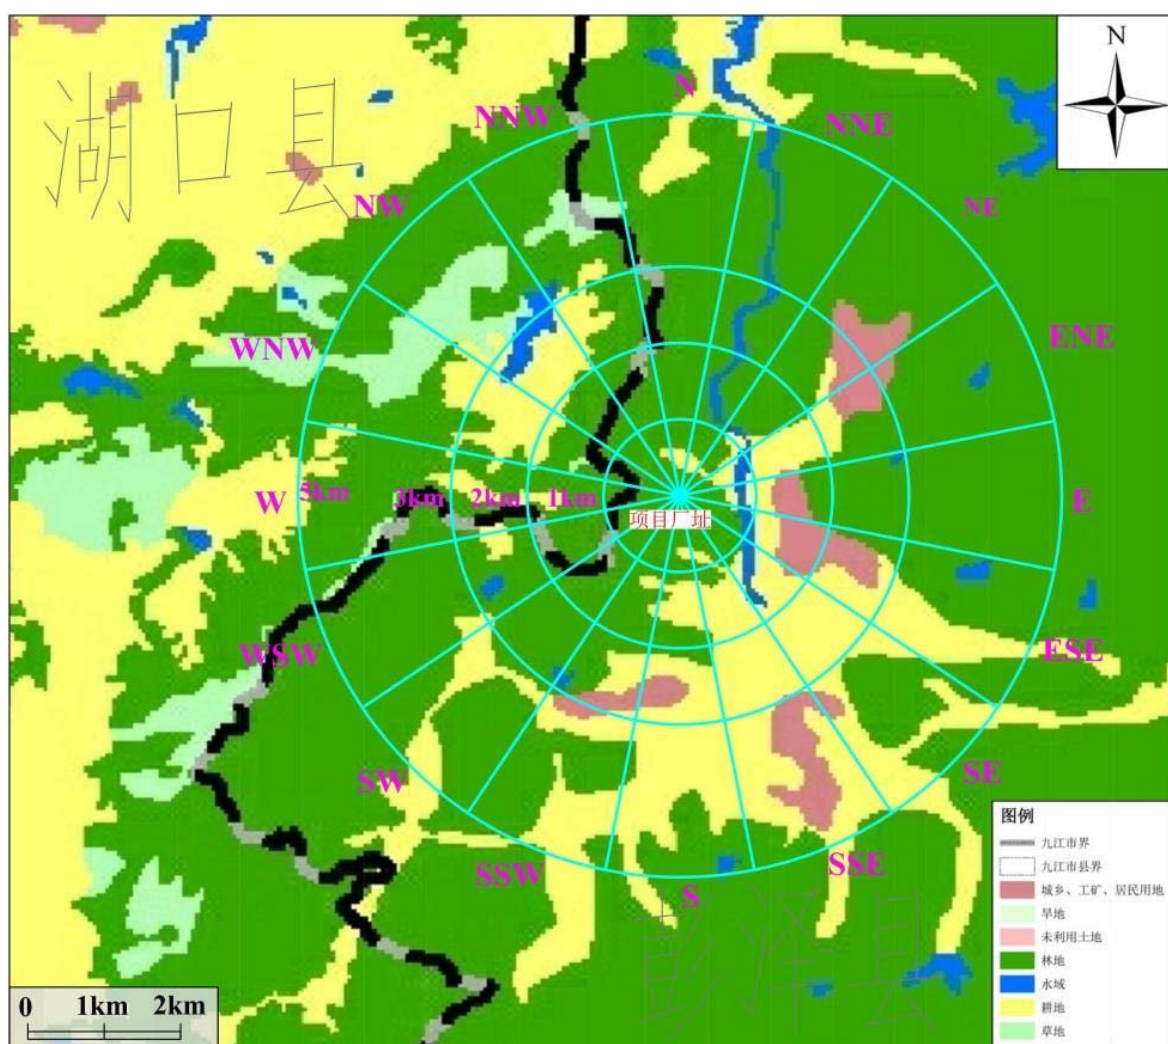 N
N
NNW
NNE
湖口县
NW
NE
WNW
ENE
W
5km
3km
2km
1km
E
项目厂址
WSW
ESE
SW
SE
SSW
SSE
S
彭泽县
图例
九江市界
九江市县界
城乡、工矿、居民用地
旱地
未利用土地
林地
水域
耕地
草地
0 1km 2km